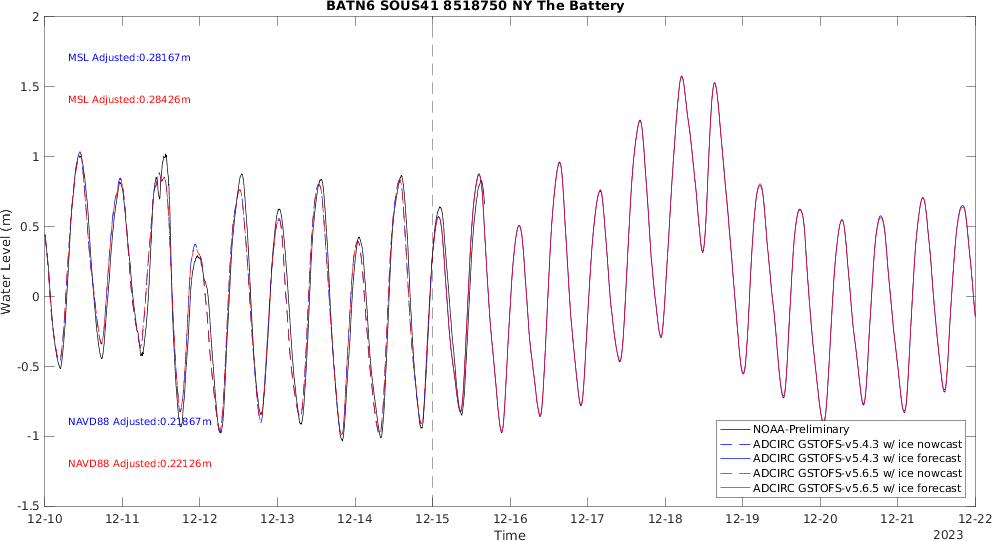 BATN6 SOUS41 8518750 NY The Battery
2
1.5
1
0.5
0
-0.5
-1
-1.5
Water Level (m)
MSL Adjusted:0.28167m
MSL Adjusted:0.28426m
NAVD88 Adjusted:0.21867m
NAVD88 Adjusted:0.22126m
NOAA-Preliminary
ADCIRC GSTOFS-v5.4.3 w/ ice nowcast
ADCIRC GSTOFS-v5.4.3 w/ ice forecast
ADCIRC GSTOFS-v5.6.5 w/ ice nowcast
ADCIRC GSTOFS-v5.6.5 w/ ice forecast
12-10 12-11 12-12 12-13 12-14 12-15 12-16 12-17 12-18 12-19 12-20 12-21 12-22
Time
2023